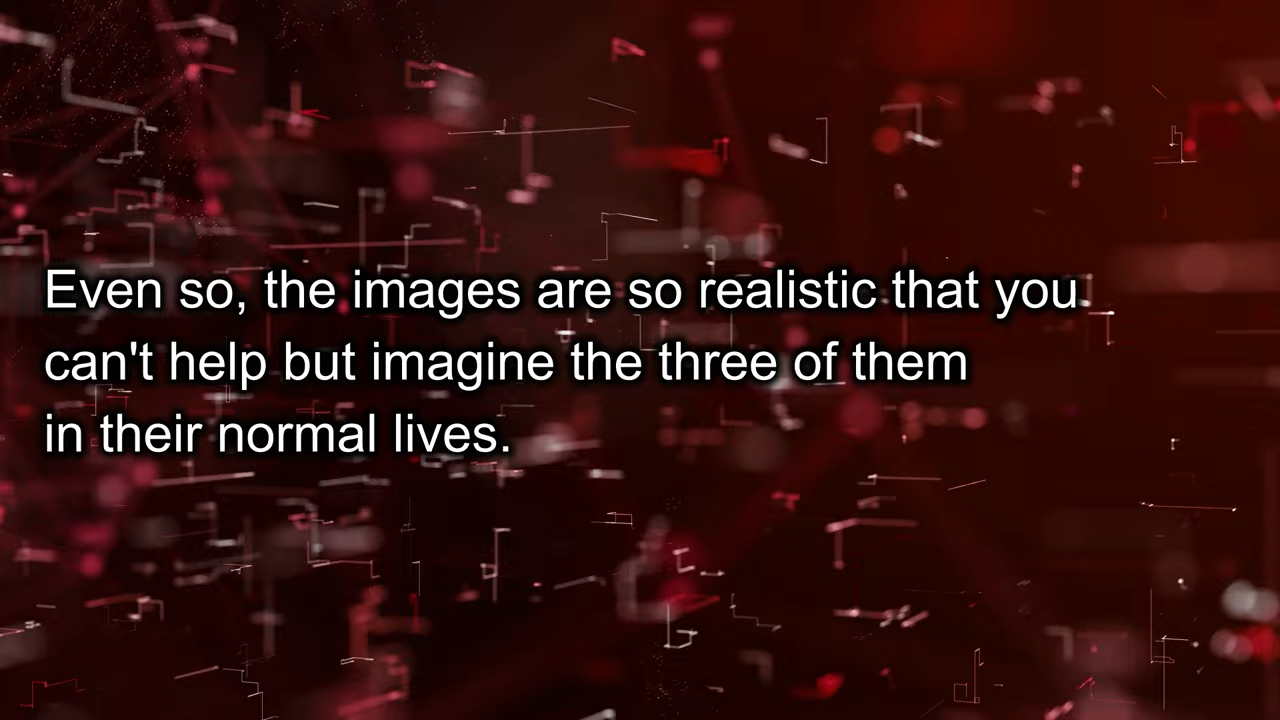 Even so, the images are so realistic that you
can't help but imagine the three of them
in their normal lives.